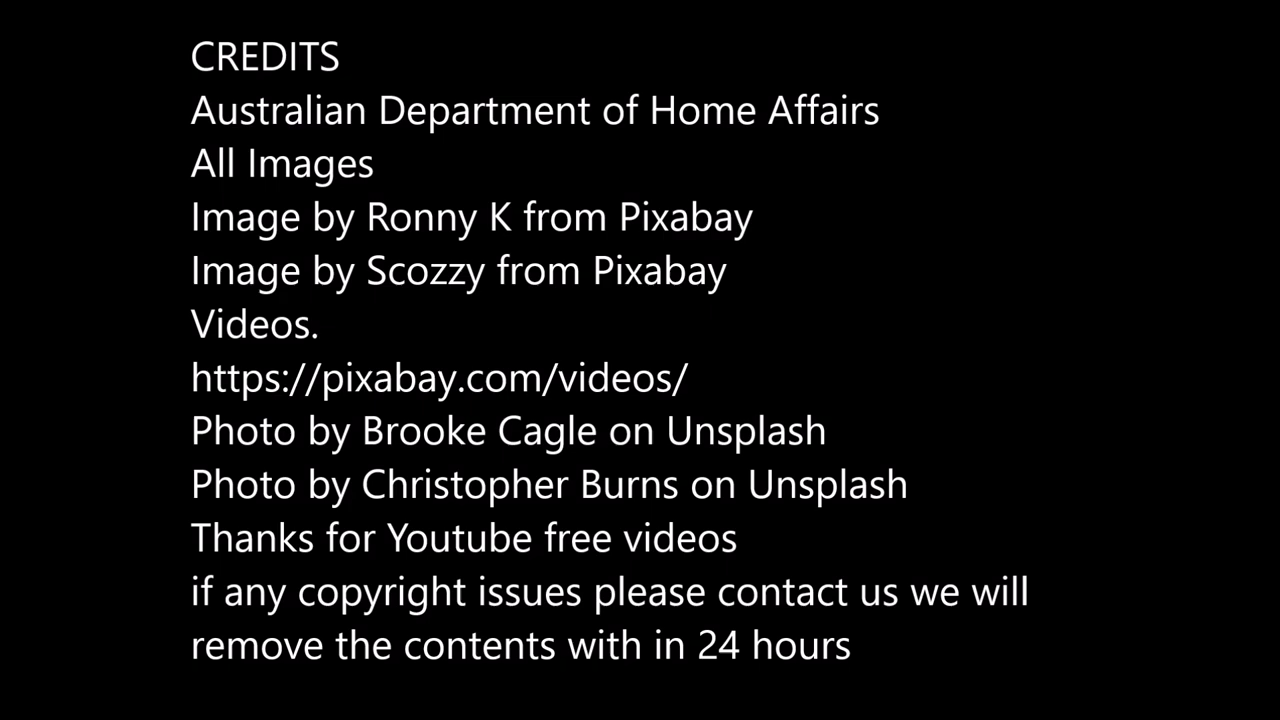 CREDITS
Australian Department of Home Affairs
All Images
Image by Ronny K from Pixabay
Image by Scozzy from Pixabay
Videos.
https://pixabay.com/videos/
Photo by Brooke Cagle on Unsplash
Photo by Christopher Burns on Unsplash
Thanks for Youtube free videos
if any copyright issues please contact us we will
remove the contents with in 24 hours